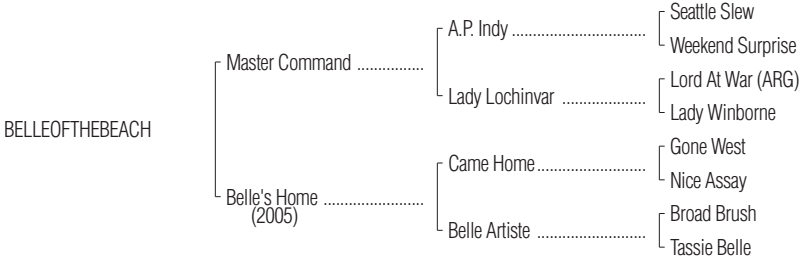 Seattle Slew
A.P. Indy ................................
Weekend Surprise
Master Command ................
Lord At War (ARG)
Lady Lochinvar ....................
Lady Winborne
BELLEOFTHEBEACH
Gone West
Came Home..........................
Nice Assay
Belle's Home ........................
(2005)
Broad Brush
Belle Artiste ..........................
Tassie Belle